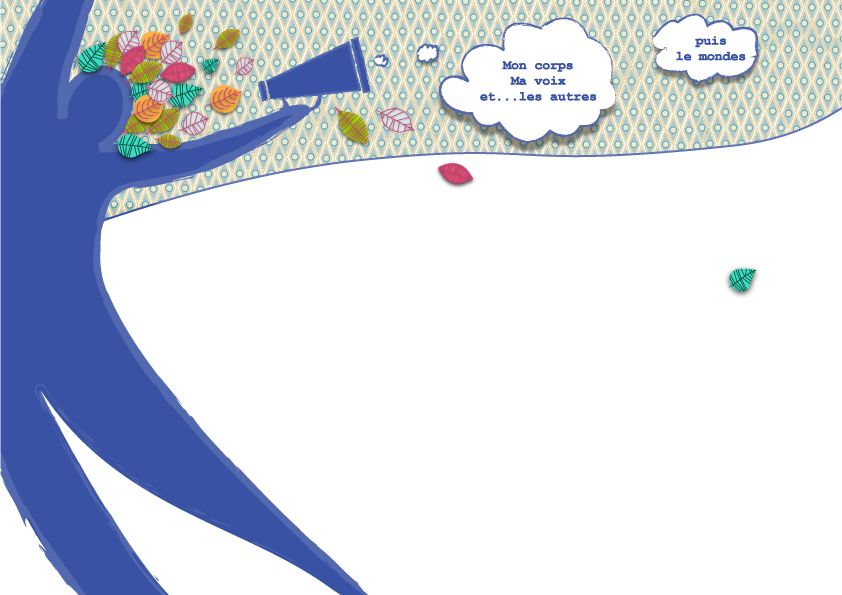 Mon corps
Ma voix
et...les autres
puis
le mondes